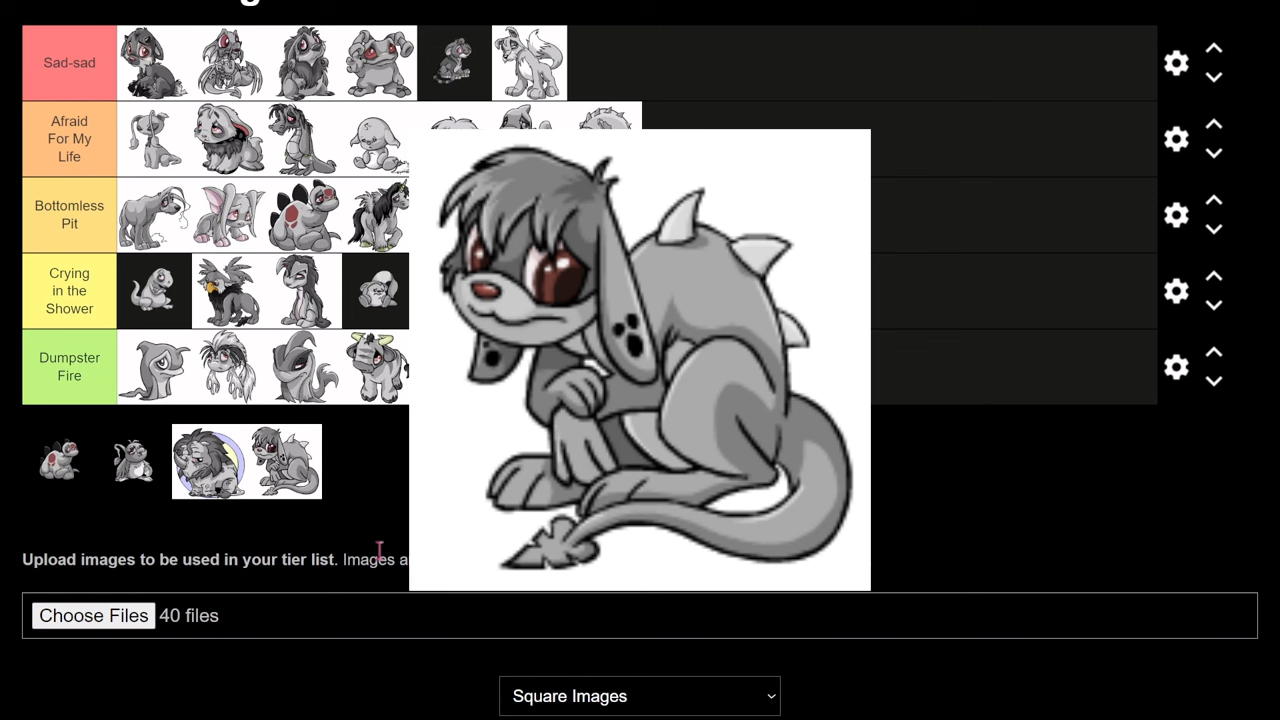 Sad-sad
Afraid
For My
Life
Bottomless
Pit
Crying
in the
Shower
Dumpster
Fire
Upload images to be used in your tier list. Images a
Choose Files 40 files
Square Images